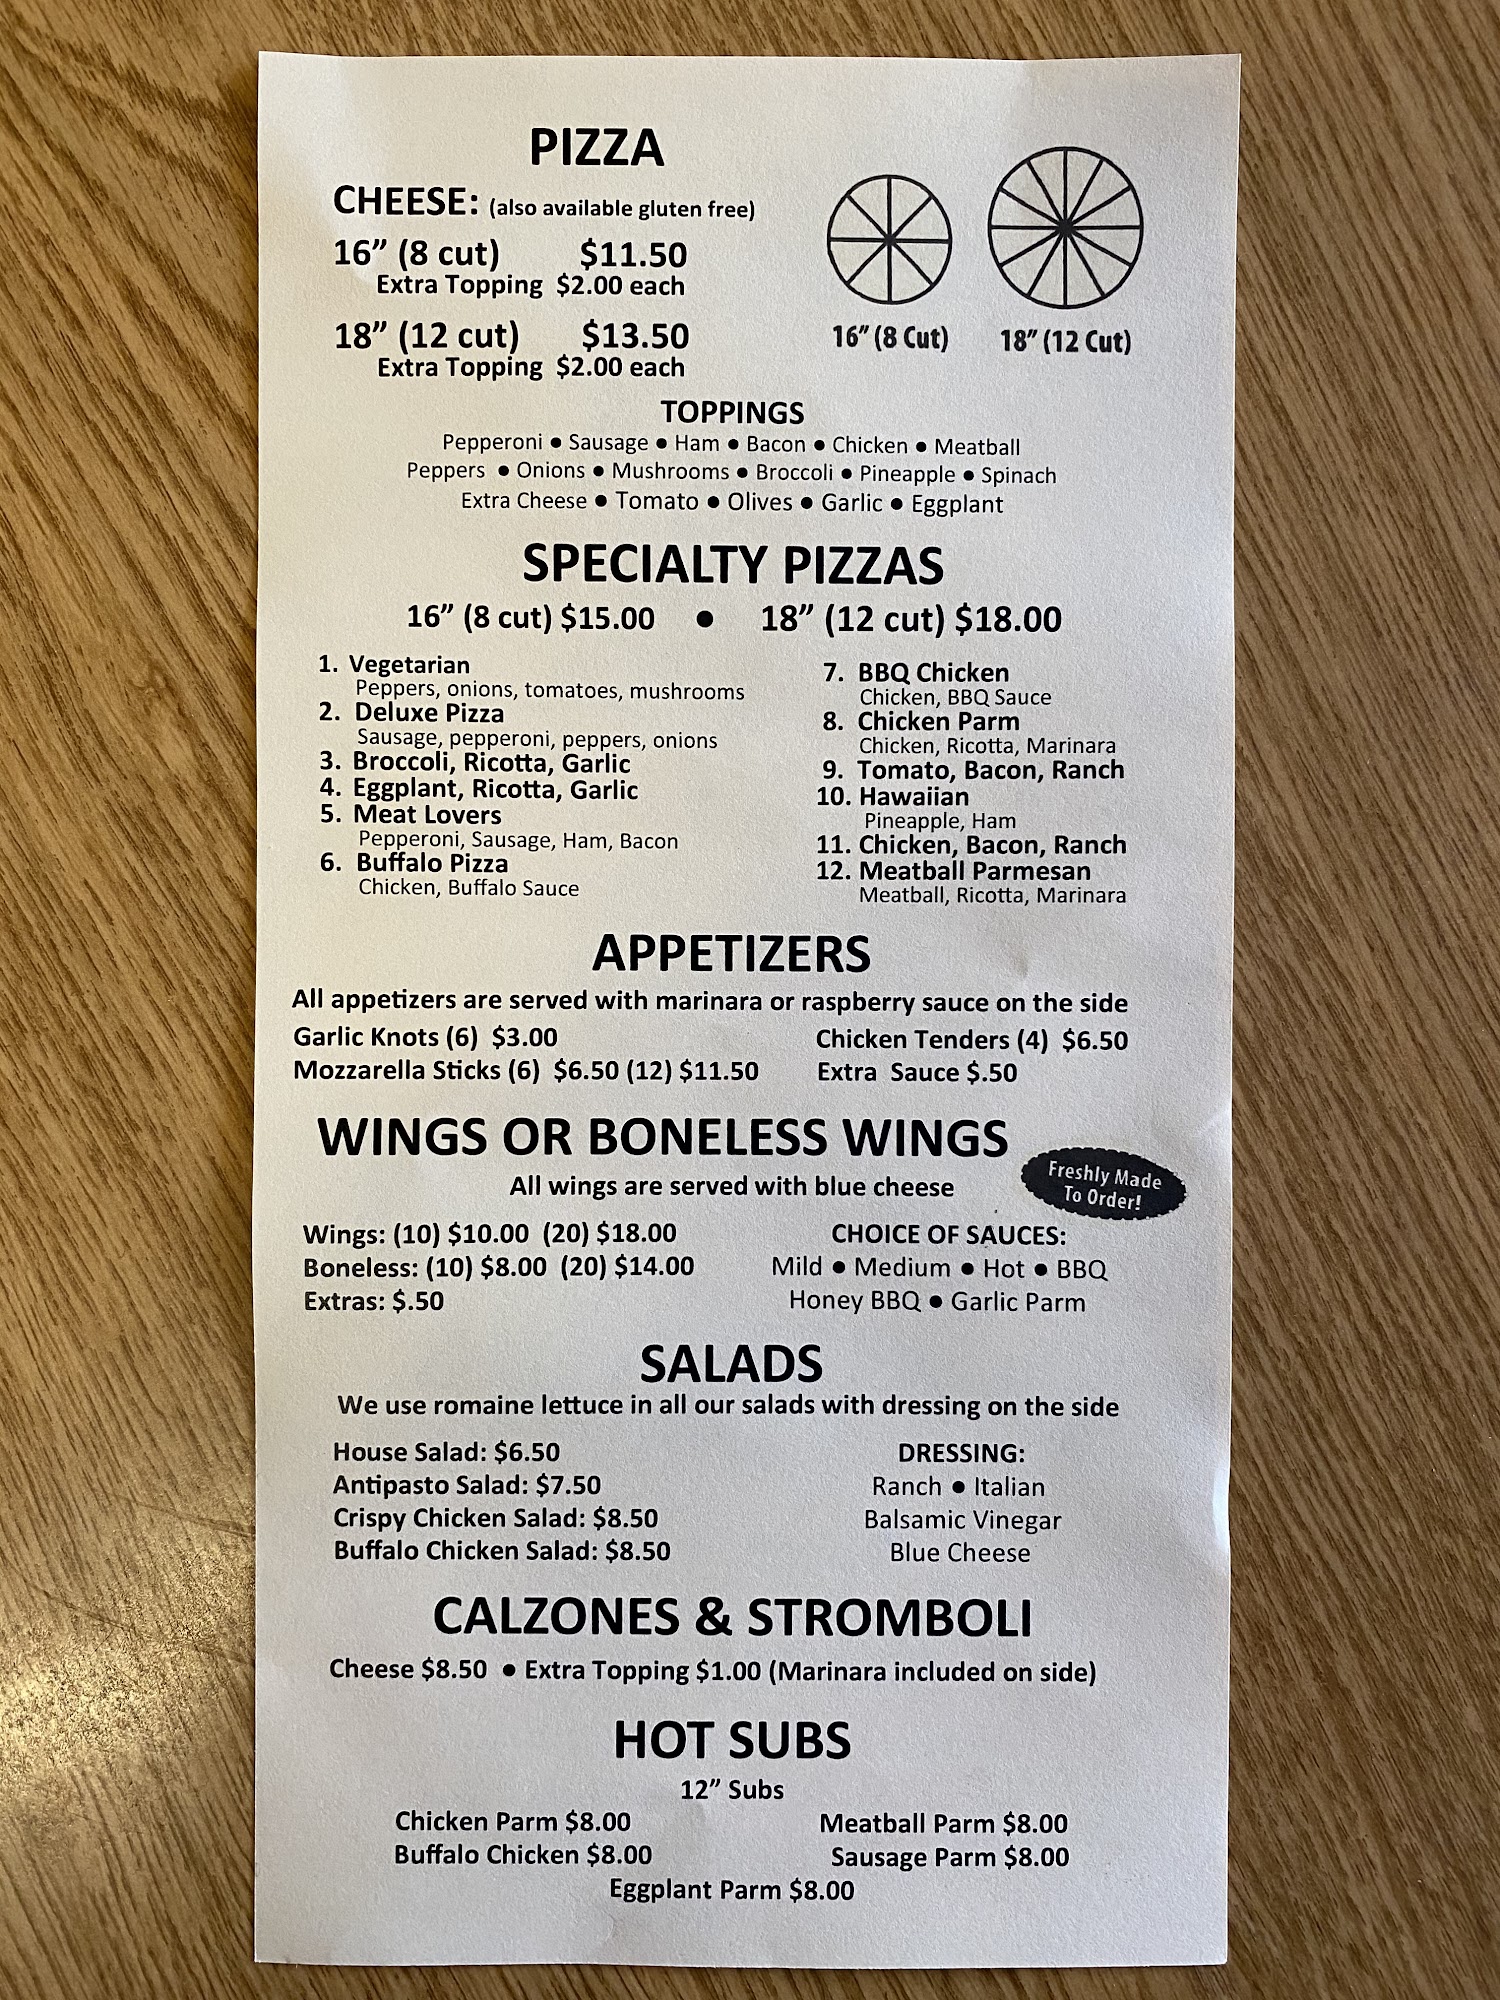 PIZZA
CHEESE: (also available gluten free)
16” (8 cut) $11.50
Extra Topping $2.00 each
18” (12 cut) $13.50
Extra Topping $2.00 each
16” (8 Cut) 18” (12 Cut)
TOPPINGS
Pepperoni ● Sausage ● Ham ● Bacon ● Chicken ● Meatball
Peppers ● Onions ● Mushrooms ● Broccoli ● Pineapple ● Spinach
Extra Cheese ● Tomato ● Olives ● Garlic ● Eggplant
SPECIALTY PIZZAS
16” (8 cut) $15.00 ● 18” (12 cut) $18.00
1. Vegetarian
Peppers, onions, tomatoes, mushrooms
2. Deluxe Pizza
Sausage, pepperoni, peppers, onions
3. Broccoli, Ricotta, Garlic
4. Eggplant, Ricotta, Garlic
5. Meat Lovers
Pepperoni, Sausage, Ham, Bacon
6. Buffalo Pizza
Chicken, Buffalo Sauce
7. BBQ Chicken
Chicken, BBQ Sauce
8. Chicken Parm
Chicken, Ricotta, Marinara
9. Tomato, Bacon, Ranch
10. Hawaiian
Pineapple, Ham
11. Chicken, Bacon, Ranch
12. Meatball Parmesan
Meatball, Ricotta, Marinara
APPETIZERS
All appetizers are served with marinara or raspberry sauce on the side
Garlic Knots (6) $3.00
Mozzarella Sticks (6) $6.50 (12) $11.50
Chicken Tenders (4) $6.50
Extra Sauce $.50
WINGS OR BONELESS WINGS
All wings are served with blue cheese
Freshly Made
To Order!
Wings: (10) $10.00 (20) $18.00
Boneless: (10) $8.00 (20) $14.00
Extras: $.50
CHOICE OF SAUCES:
Mild ● Medium ● Hot ● BBQ
Honey BBQ ● Garlic Parm
SALADS
We use romaine lettuce in all our salads with dressing on the side
House Salad: $6.50
Antipasto Salad: $7.50
Crispy Chicken Salad: $8.50
Buffalo Chicken Salad: $8.50
DRESSING:
Ranch ● Italian
Balsamic Vinegar
Blue Cheese
CALZONES & STROMBOLI
Cheese $8.50 ● Extra Topping $1.00 (Marinara included on side)
HOT SUBS
12” Subs
Chicken Parm $8.00 Meatball Parm $8.00
Buffalo Chicken $8.00 Sausage Parm $8.00
Eggplant Parm $8.00